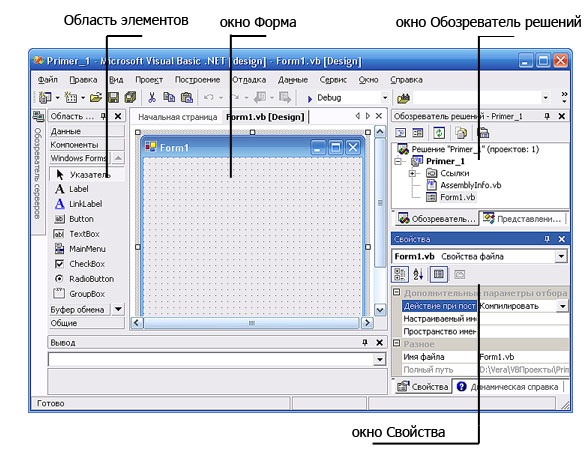 Область элементов
окно Форма
окно Обозреватель решений
Primer_1 - Microsoft Visual Basic .NET [design] - Form1.vb [Design]
Файл Правка Вид Проект Построение Отладка Данные Сервис Окно Справка
Debug
Обозреватель серверов
Область ...
Данные
Компоненты
Windows Forms
Указатель
Label
LinkLabel
Button
TextBox
MainMenu
CheckBox
RadioButton
GroupBox
Буфер обмена
Общие
Начальная страница Form1.vb [Design]
Form1
Обозреватель решений - Primer_1
Решение "Primer_1" (проектов: 1)
Primer_1
Ссылки
AssemblyInfo.vb
Form1.vb
Обозреватель... Представлени...
Свойства
Form1.vb Свойства файла
Дополнительные параметры отбора
Действие при пост Компилировать
Настраиваемый ин
Пространство имен
Разное
Имя файла Form1.vb
Полный путь D:\Vera\VBПроекты\Prin
Свойства Динамическая справка
Вывод
Готово
окно Свойства